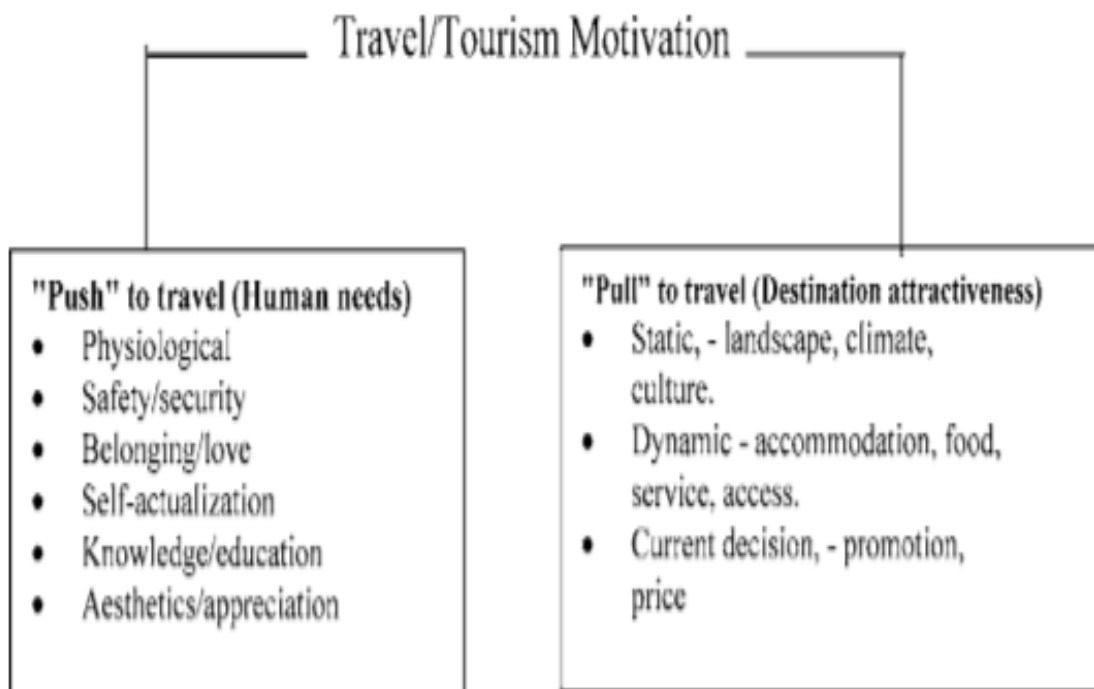 Travel/Tourism Motivation
"Push" to travel (Human needs)
• Physiological
• Safety/security
• Belonging/love
• Self-actualization
• Knowledge/education
• Aesthetics/appreciation
"Pull" to travel (Destination attractiveness)
• Static, - landscape, climate,
culture.
• Dynamic - accommodation, food,
service, access.
• Current decision, - promotion,
price